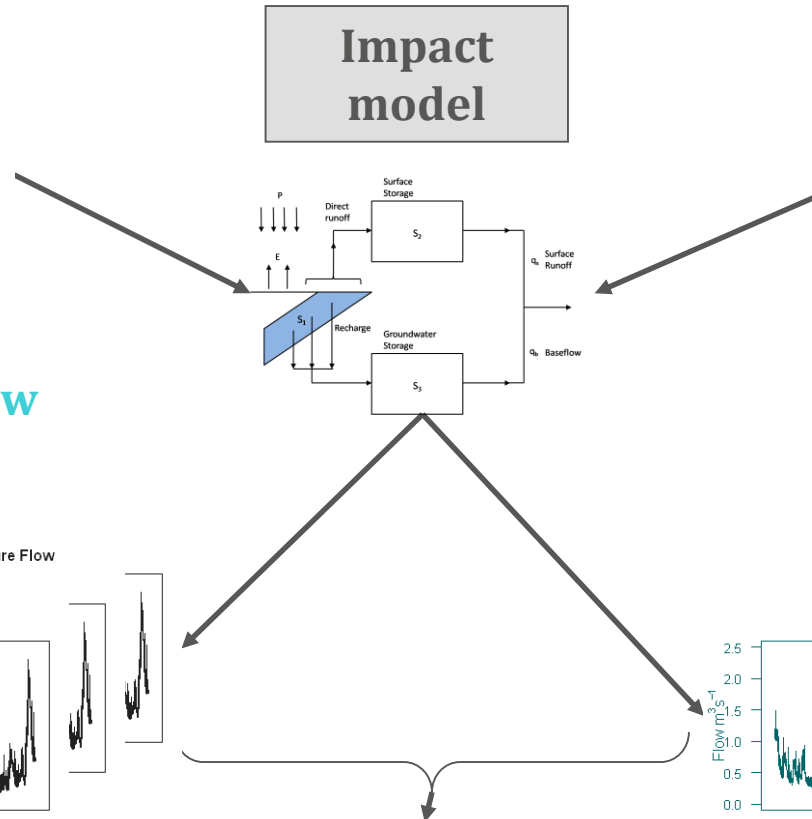 Impact
model
Surface
Storage
P
Direct
runoff
S₂
E
qₛ Surface
Runoff
S₁
Recharge
Groundwater
Storage
q_b Baseflow
S₃
w
re Flow
2.5
2.0
1.5
1.0
0.5
0.0
Flow m³s⁻¹